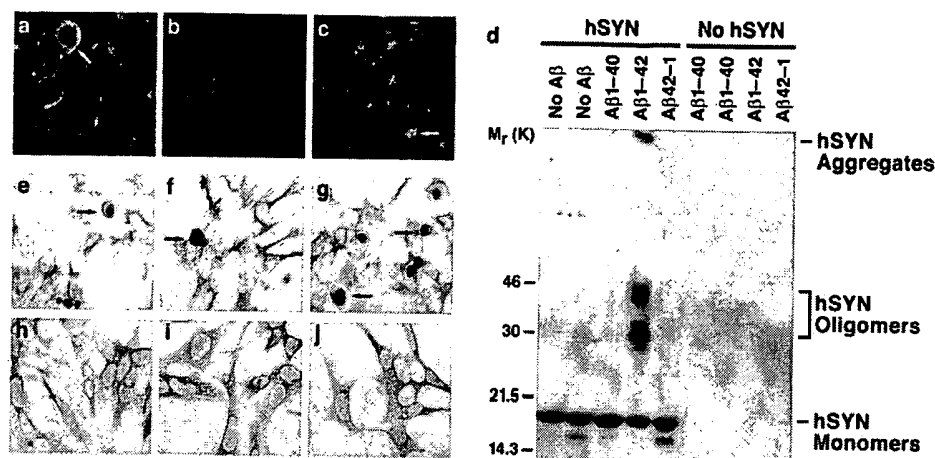 a
b
c
d
hSYN
No hSYN
No Aβ
No Aβ
Aβ1–40
Aβ1–42
Aβ42–1
Aβ1–40
Aβ1–40
Aβ1–42
Aβ42–1
Mr (K)
– hSYN
Aggregates
e
f
g
46 –
hSYN
Oligomers
30 –
h
i
j
21.5 –
– hSYN
Monomers
14.3 –